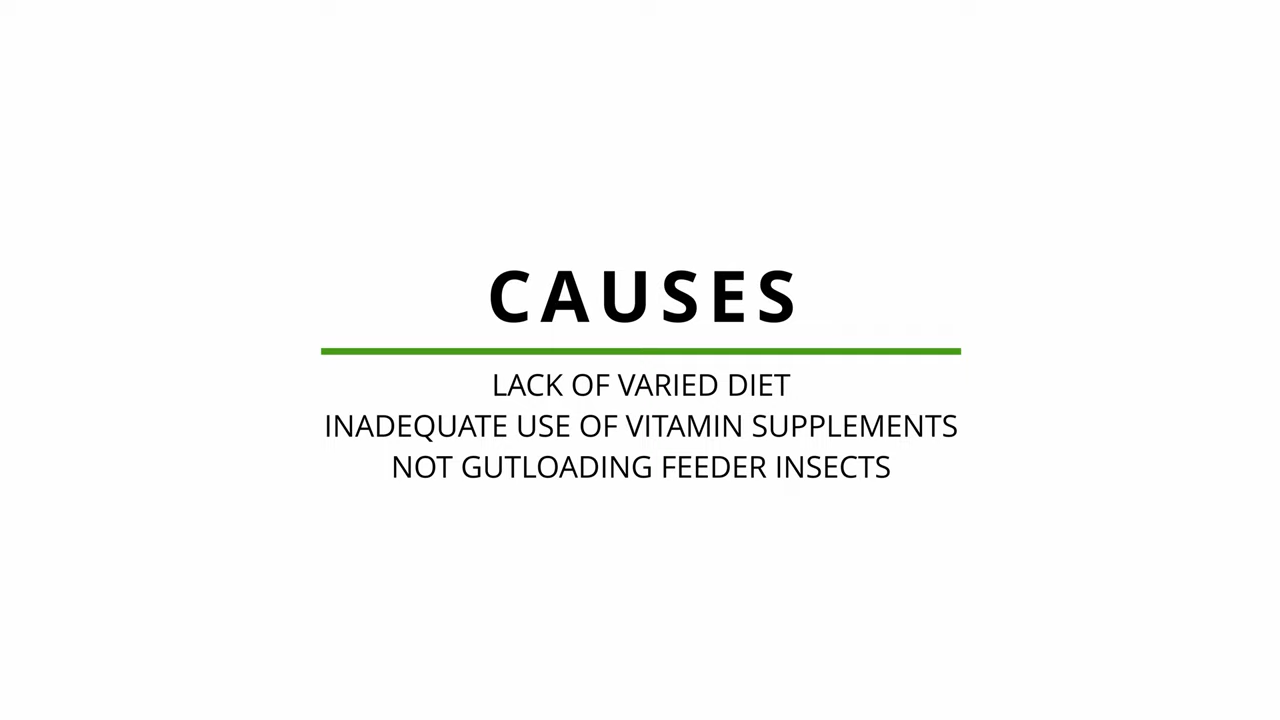 CAUSES
LACK OF VARIED DIET
INADEQUATE USE OF VITAMIN SUPPLEMENTS
NOT GUTLOADING FEEDER INSECTS